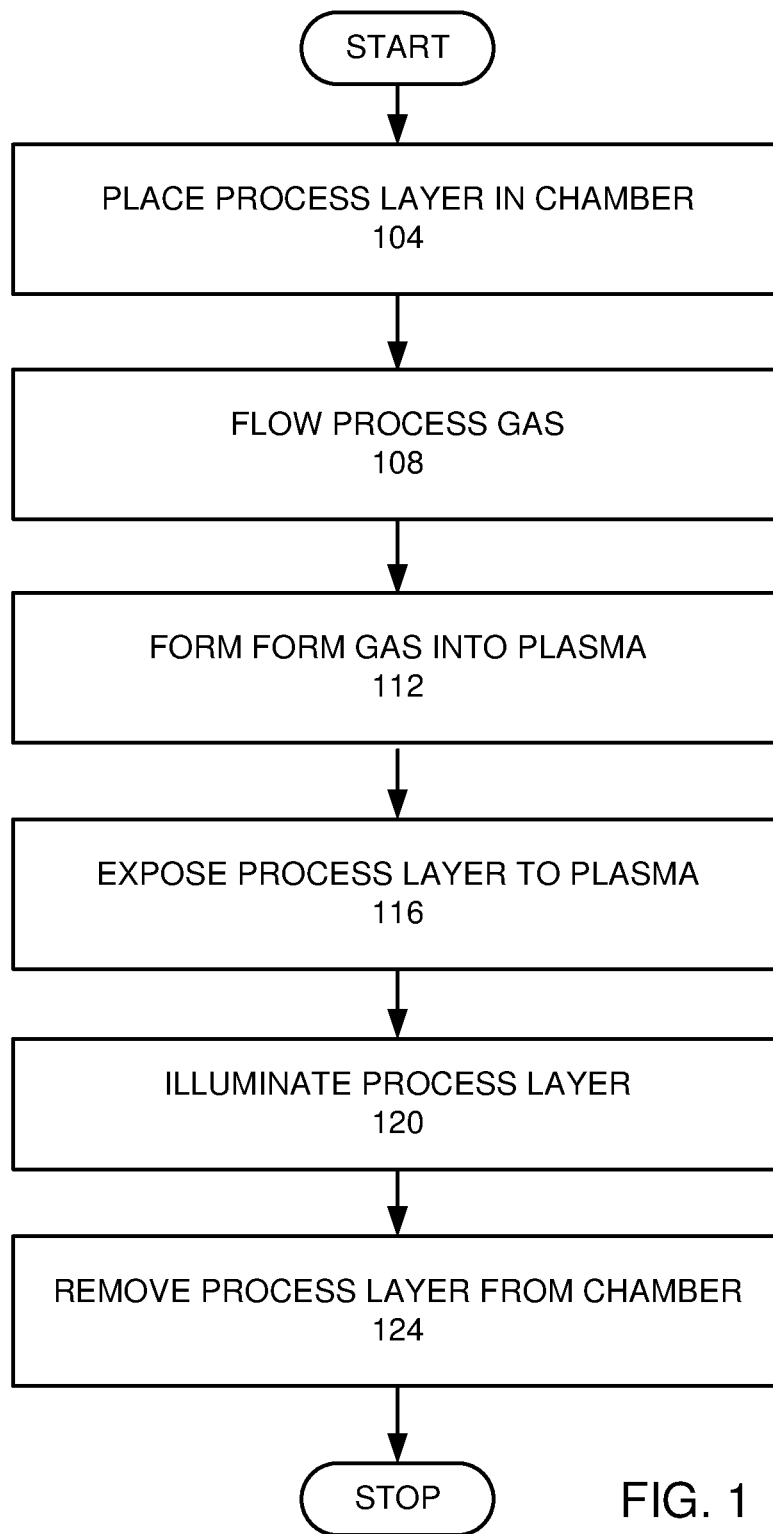 START
PLACE PROCESS LAYER IN CHAMBER
104
FLOW PROCESS GAS
108
FORM FORM GAS INTO PLASMA
112
EXPOSE PROCESS LAYER TO PLASMA
116
ILLUMINATE PROCESS LAYER
120
REMOVE PROCESS LAYER FROM CHAMBER
124
STOP
FIG. 1